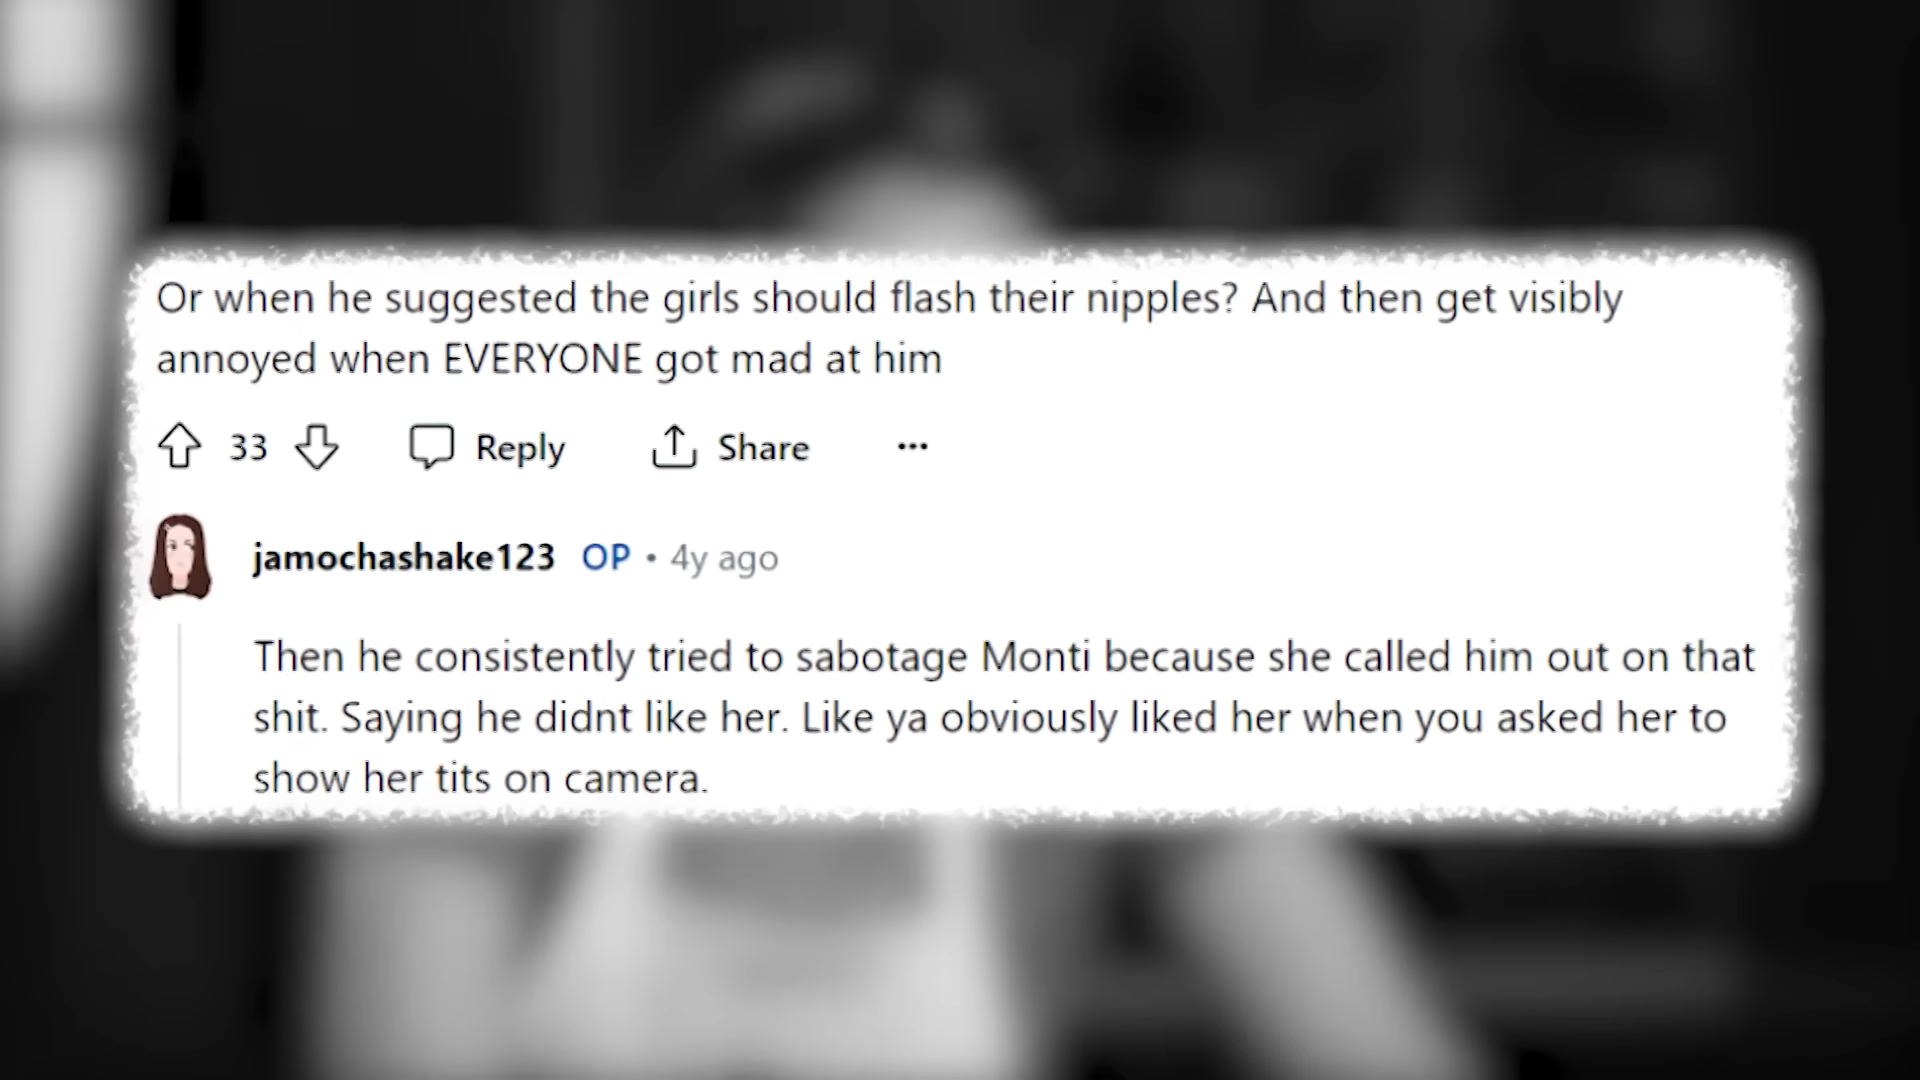 Or when he suggested the girls should flash their nipples? And then get visibly
annoyed when EVERYONE got mad at him
33 Reply Share ...
jamochashake123 OP • 4y ago
Then he consistently tried to sabotage Monti because she called him out on that
shit. Saying he didnt like her. Like ya obviously liked her when you asked her to
show her tits on camera.